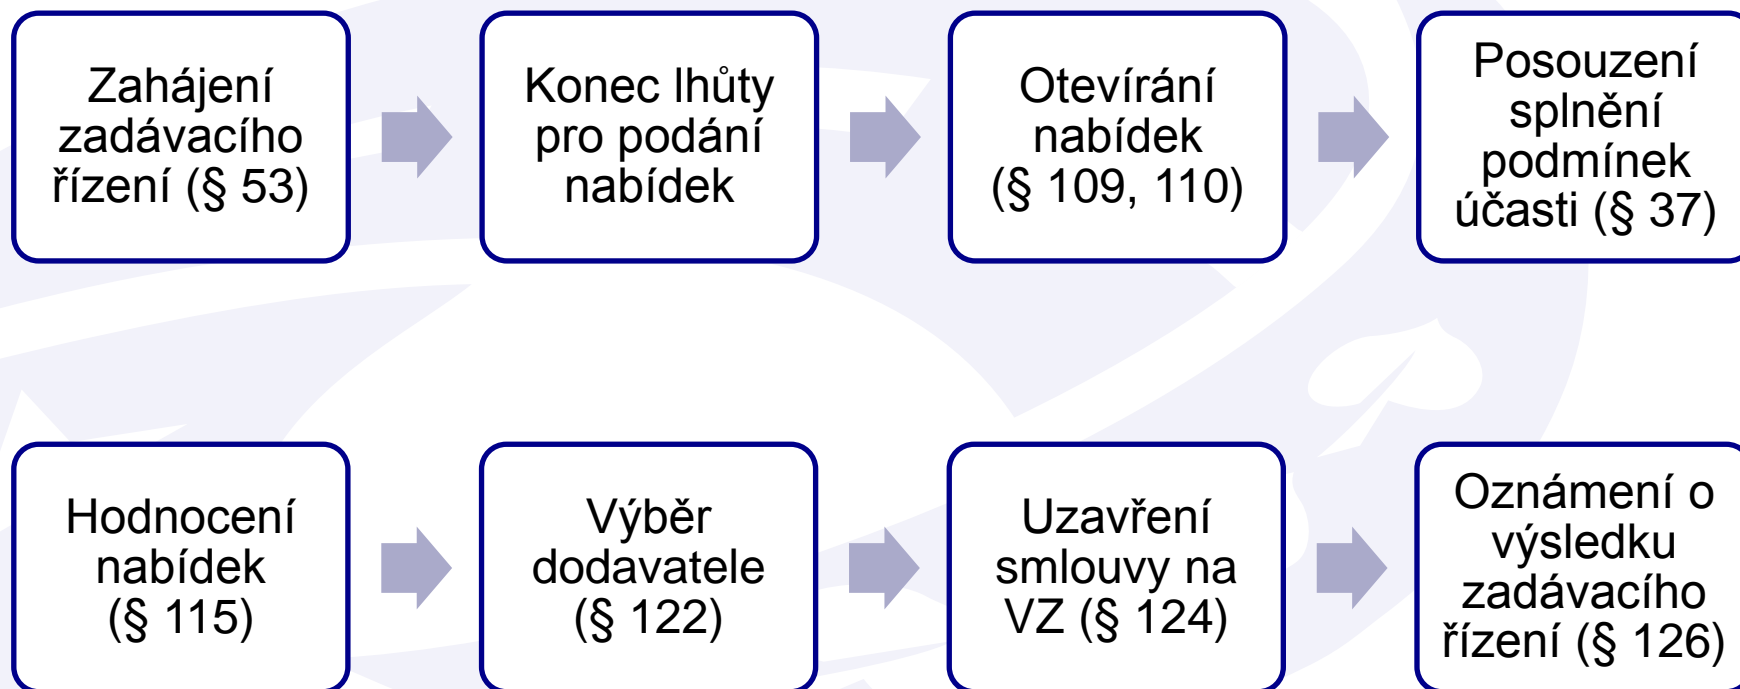 Zahájení
zadávacího
řízení (§ 53)
Konec lhůty
pro podání
nabídek
Otevírání
nabídek
(§ 109, 110)
Posouzení
splnění
podmínek
účasti (§ 37)
Hodnocení
nabídek
(§ 115)
Výběr
dodavatele
(§ 122)
Uzavření
smlouvy na
VZ (§ 124)
Oznámení o
výsledku
zadávacího
řízení (§ 126)